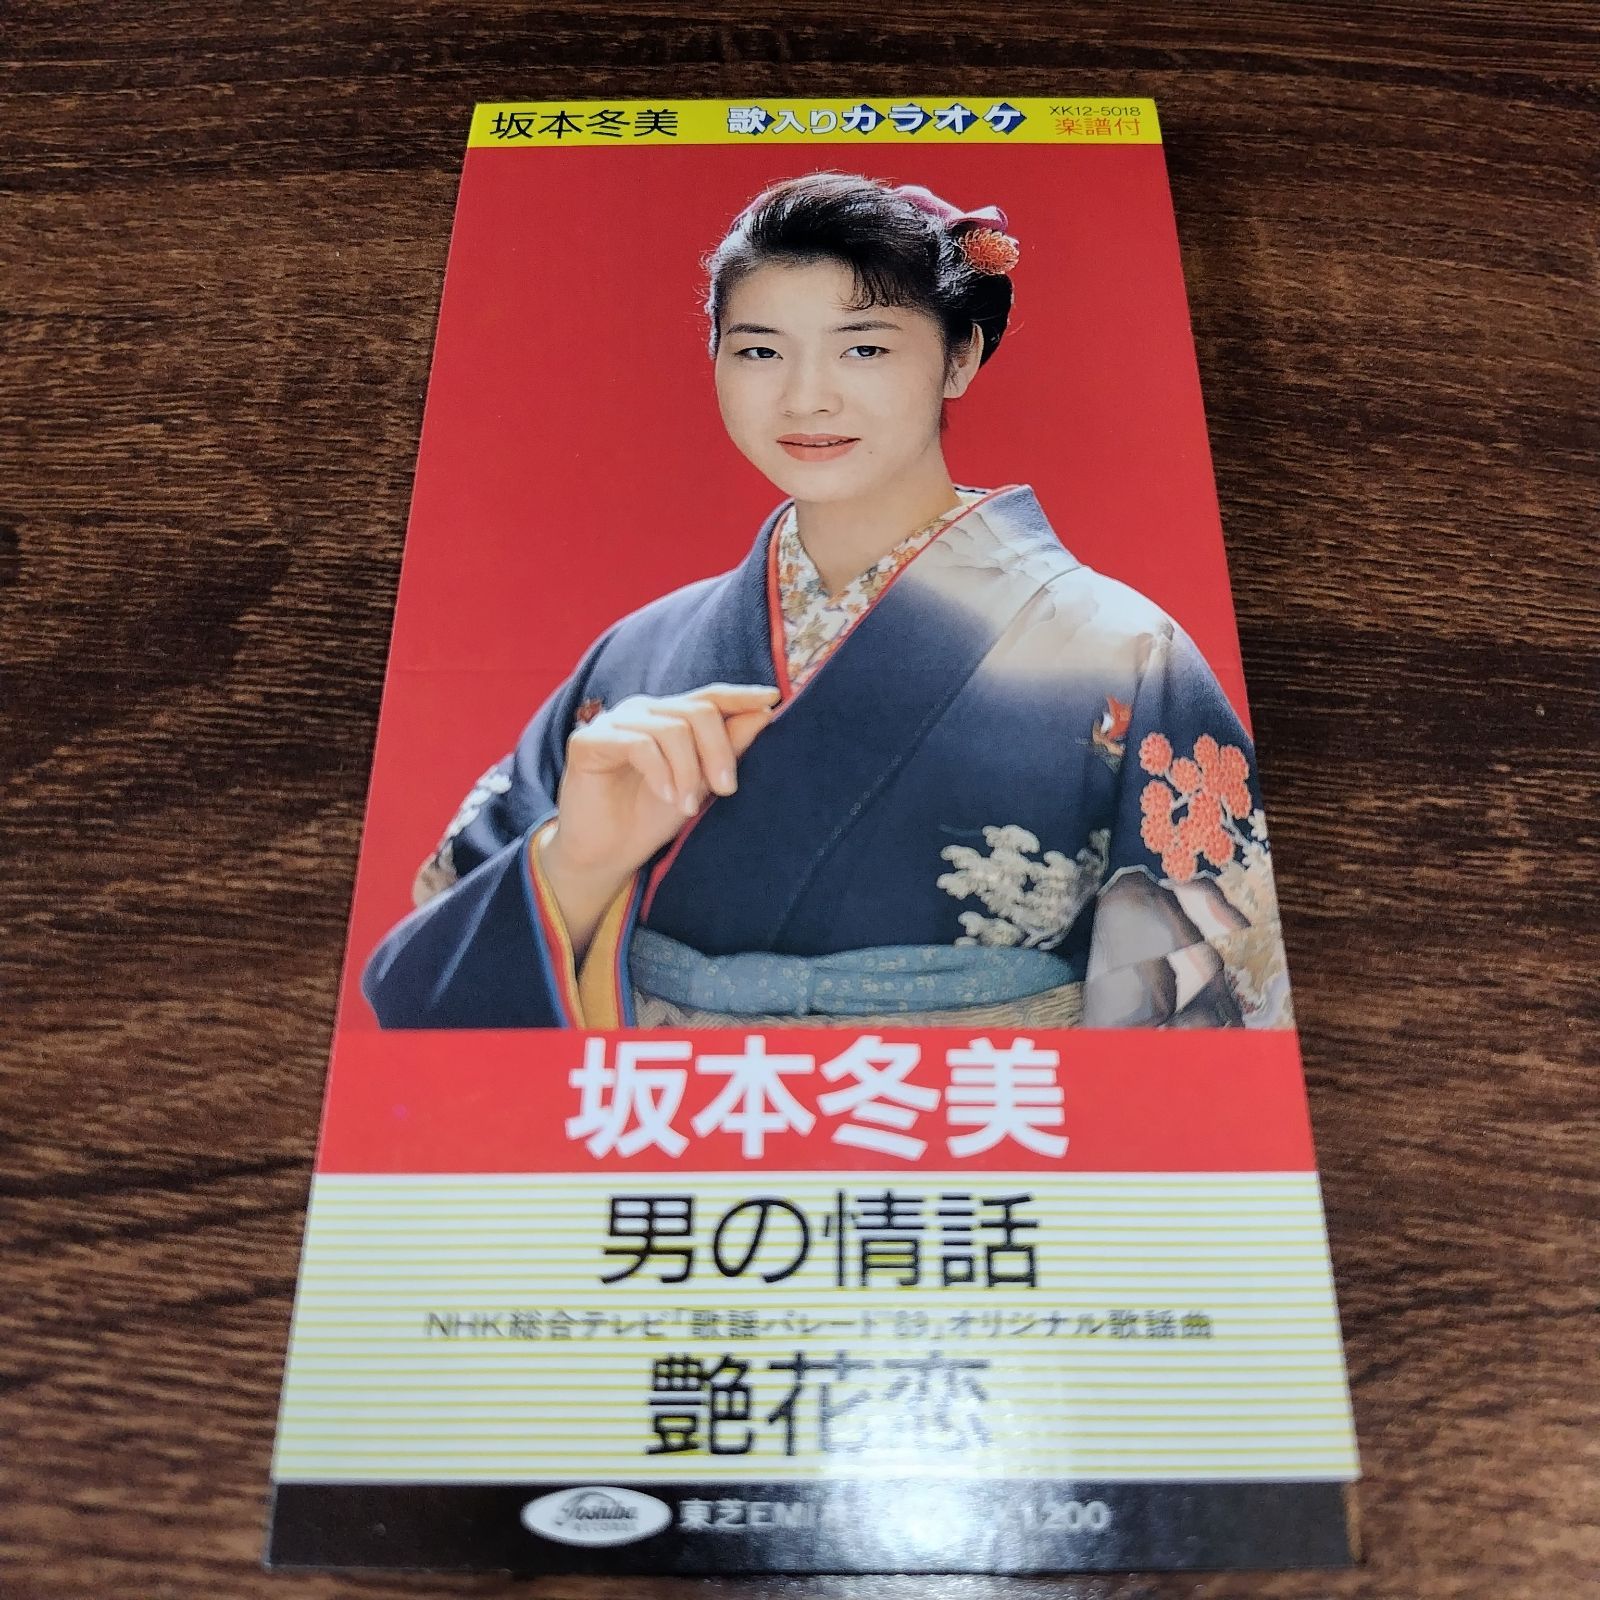 坂本冬美 歌入りカラオケ XK12-5018
楽譜付
坂本冬美
男の情話
NHK総合テレビ「歌謡パレード'89」オリジナル歌謡曲
艶花恋
Toshiba
RECORDS
東芝EMI ¥1200